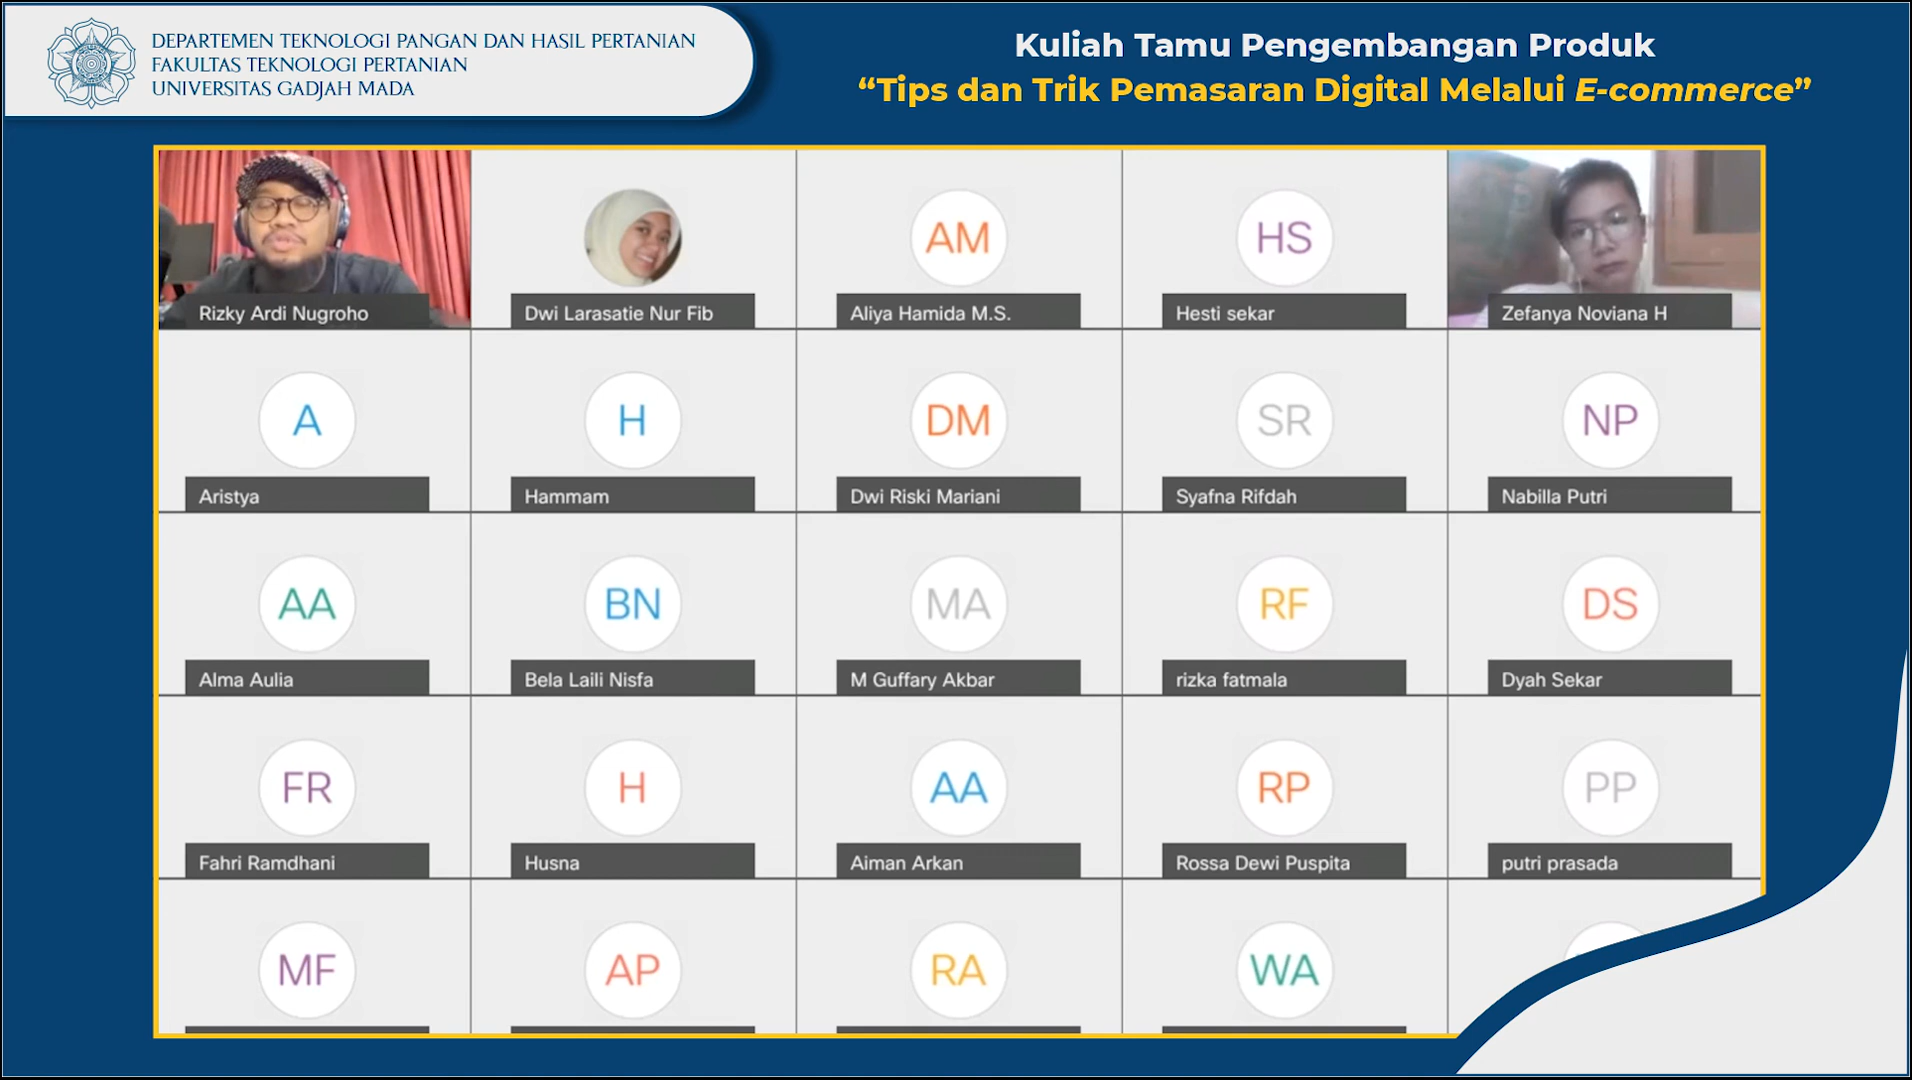 DEPARTEMEN TEKNOLOGI PANGAN DAN HASIL PERTANIAN
FAKULTAS TEKNOLOGI PERTANIAN
UNIVERSITAS GADJAH MADA
Kuliah Tamu Pengembangan Produk
“Tips dan Trik Pemasaran Digital Melalui E-commerce”
AM
HS
Rizky Ardi Nugroho
Dwi Larasatie Nur Fib
Aliya Hamida M.S.
Hesti sekar
Zefanya Noviana H
A
H
DM
SR
NP
Aristya
Hammam
Dwi Riski Mariani
Syafna Rifdah
Nabilla Putri
AA
BN
MA
RF
DS
Alma Aulia
Bela Laili Nisfa
M Guffary Akbar
rizka fatmala
Dyah Sekar
FR
H
AA
RP
PP
Fahri Ramdhani
Husna
Aiman Arkan
Rossa Dewi Puspita
putri prasada
MF
AP
RA
WA